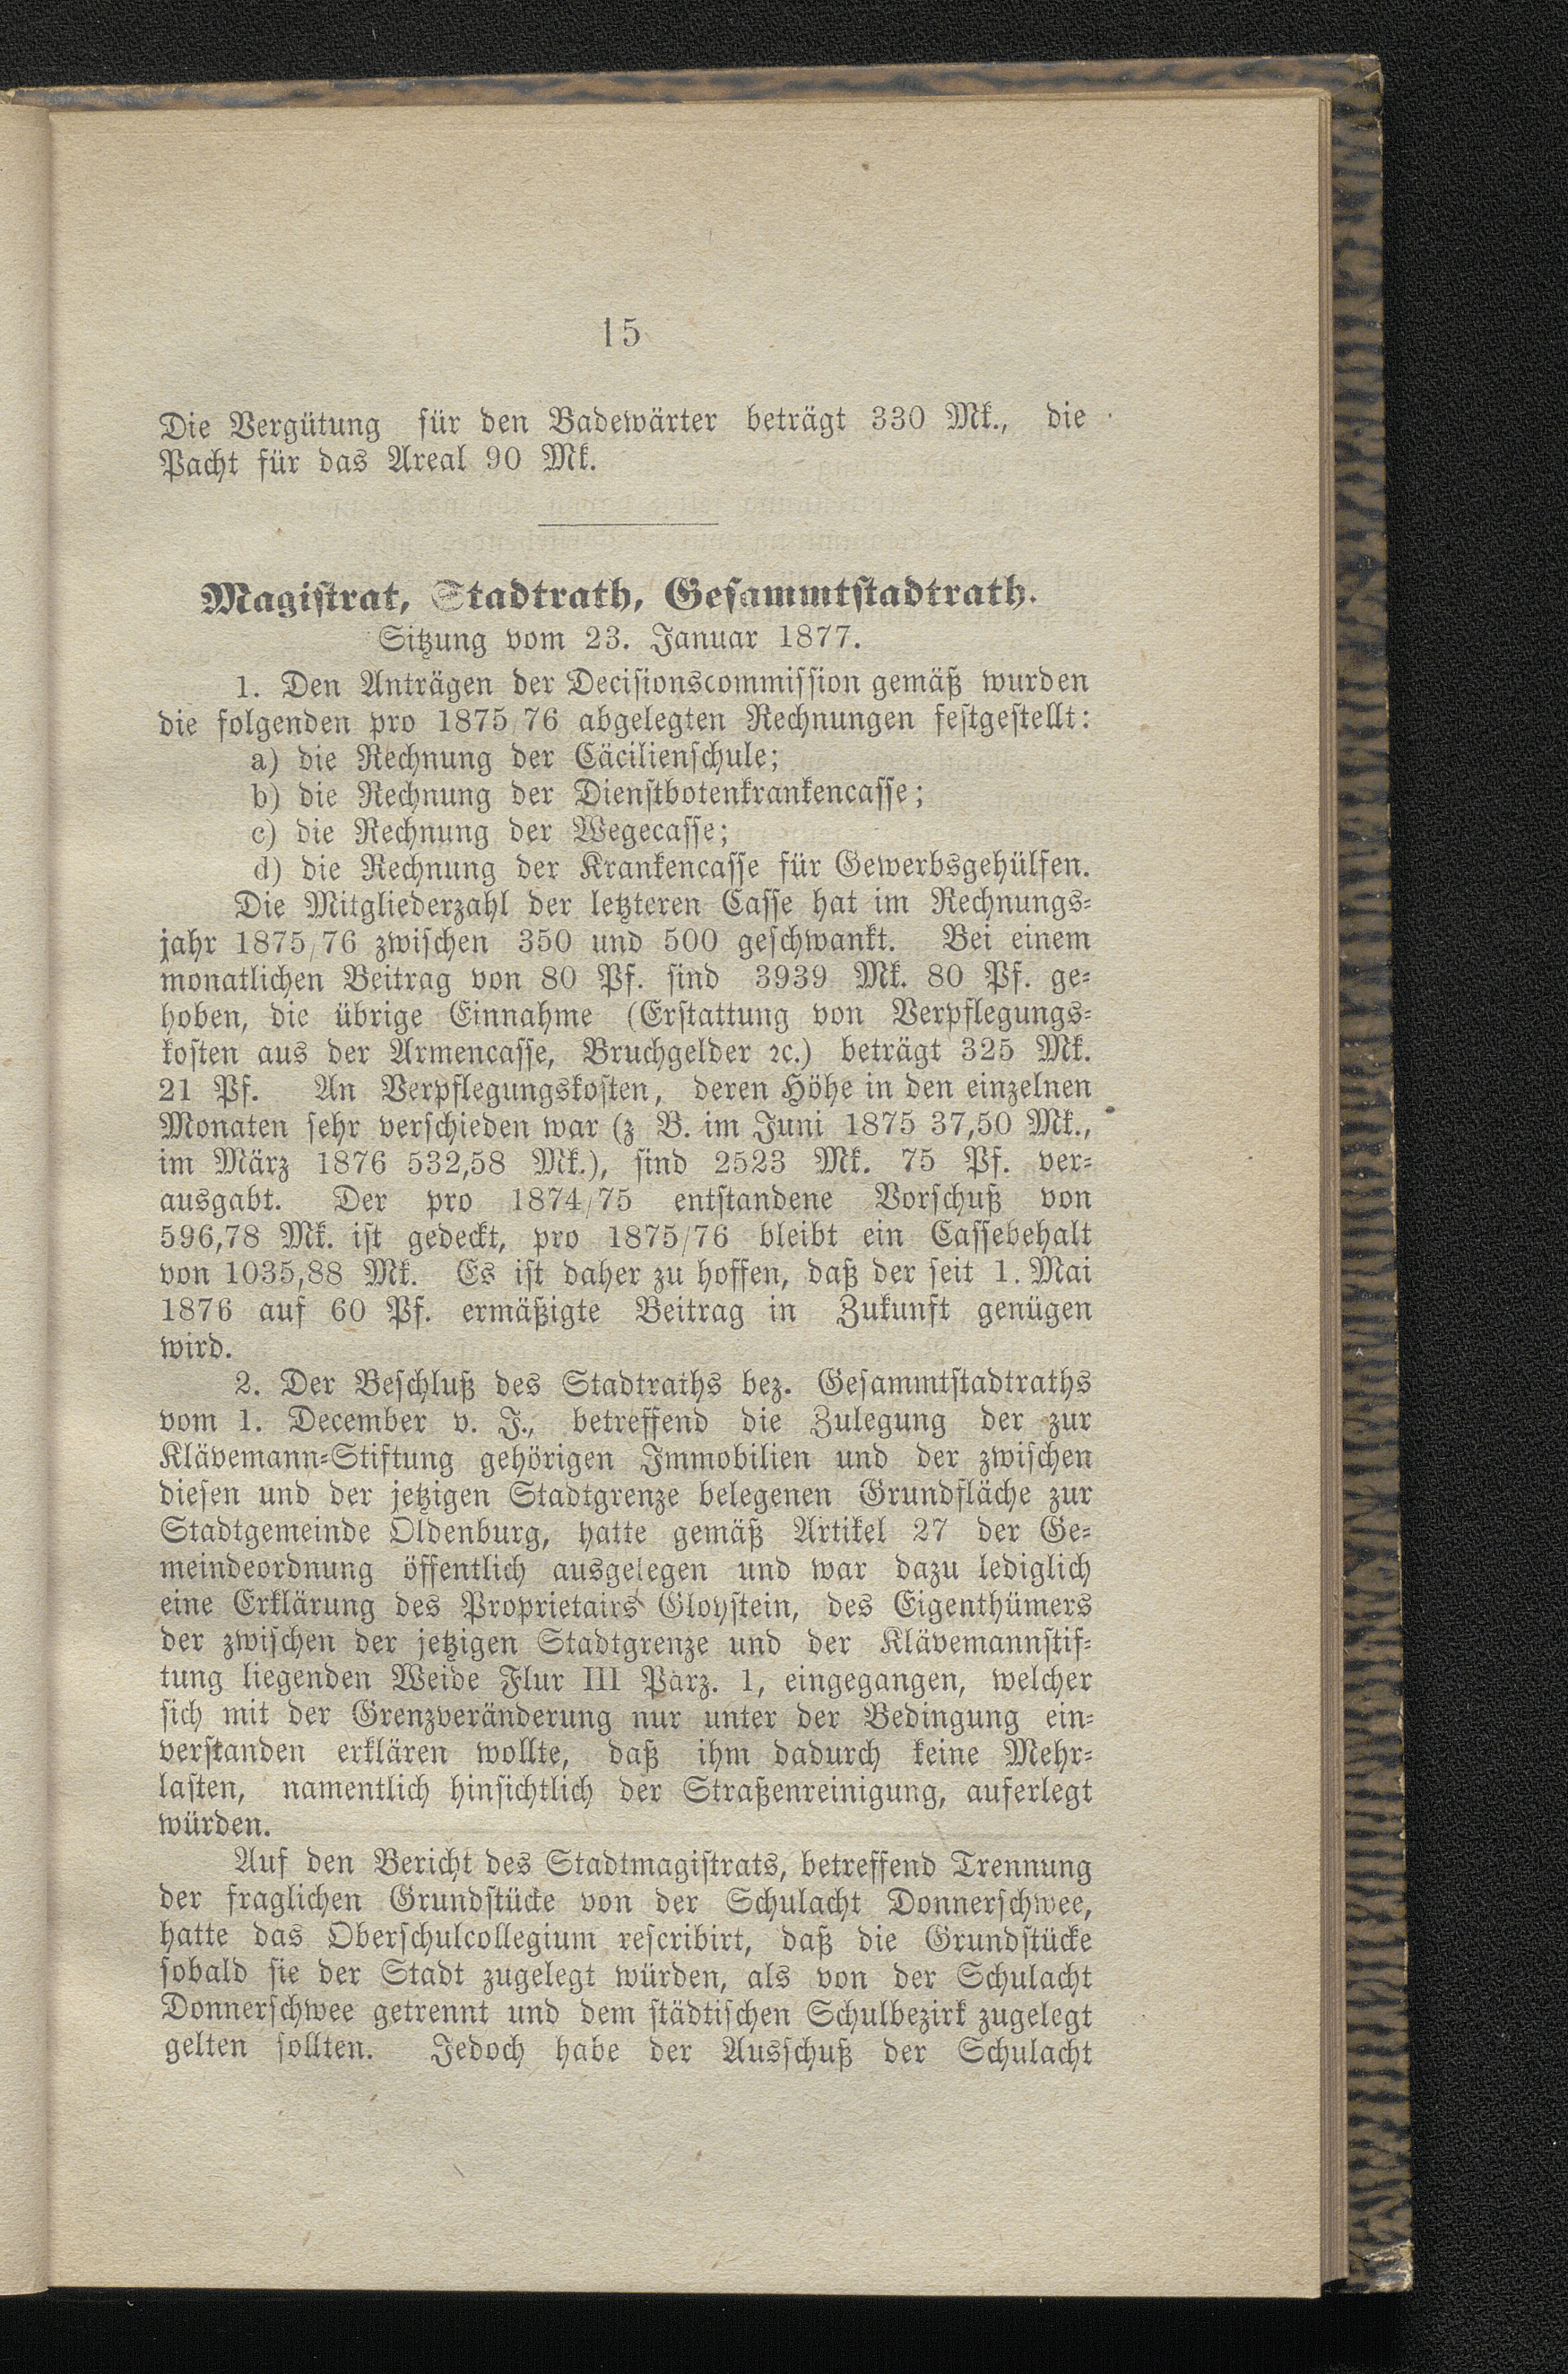 15
Die Vergütung für den Badewärter beträgt 330 Mk., die
Pacht für das Areal 90 Mk.
Magistrat, Stadtrath, Gesammtstadtrath.
Sitzung vom 23. Januar 1877.
1. Den Anträgen der Decisionscommission gemäß wurden
die folgenden pro 1875/76 abgelegten Rechnungen festgestellt:
a) die Rechnung der Cäcilienschule;
b) die Rechnung der Dienstbotenkrankencasse;
c) die Rechnung der Wegecasse;
d) die Rechnung der Krankencasse für Gewerbsgehülfen.
Die Mitgliederzahl der letzteren Casse hat im Rechnungs-
jahr 1875/76 zwischen 350 und 500 geschwankt. Bei einem
monatlichen Beitrag von 80 Pf. sind 3939 Mk. 80 Pf. ge-
hoben, die übrige Einnahme (Erstattung von Verpflegungs-
kosten aus der Armencasse, Bruchgelder ꝛc.) beträgt 325 Mk.
21 Pf. An Verpflegungskosten, deren Höhe in den einzelnen
Monaten sehr verschieden war (z B. im Juni 1875 37,50 Mk.,
im März 1876 532,58 Mk.), sind 2523 Mk. 75 Pf. ver-
ausgabt. Der pro 1874/75 entstandene Vorschuß von
596,78 Mk. ist gedeckt, pro 1875/76 bleibt ein Cassebehalt
von 1035,88 Mk. Es ist daher zu hoffen, daß der seit 1. Mai
1876 auf 60 Pf. ermäßigte Beitrag in Zukunft genügen
wird.
2. Der Beschluß des Stadtraths bez. Gesammtstadtraths
vom 1. December v. J., betreffend die Zulegung der zur
Klävemann-Stiftung gehörigen Immobilien und der zwischen
diesen und der jetzigen Stadtgrenze belegenen Grundfläche zur
Stadtgemeinde Oldenburg, hatte gemäß Artikel 27 der Ge-
meindeordnung öffentlich ausgelegen und war dazu lediglich
eine Erklärung des Proprietairs Gloystein, des Eigenthümers
der zwischen der jetzigen Stadtgrenze und der Klävemannstif-
tung liegenden Weide Flur III Parz. 1, eingegangen, welcher
sich mit der Grenzveränderung nur unter der Bedingung ein-
verstanden erklären wollte, daß ihm dadurch keine Mehr-
lasten, namentlich hinsichtlich der Straßenreinigung, auferlegt
würden.
Auf den Bericht des Stadtmagistrats, betreffend Trennung
der fraglichen Grundstücke von der Schulacht Donnerschwee,
hatte das Oberschulcollegium rescribirt, daß die Grundstücke
sobald sie der Stadt zugelegt würden, als von der Schulacht
Donnerschwee getrennt und dem städtischen Schulbezirk zugelegt
gelten sollten. Jedoch habe der Ausschuß der Schulacht